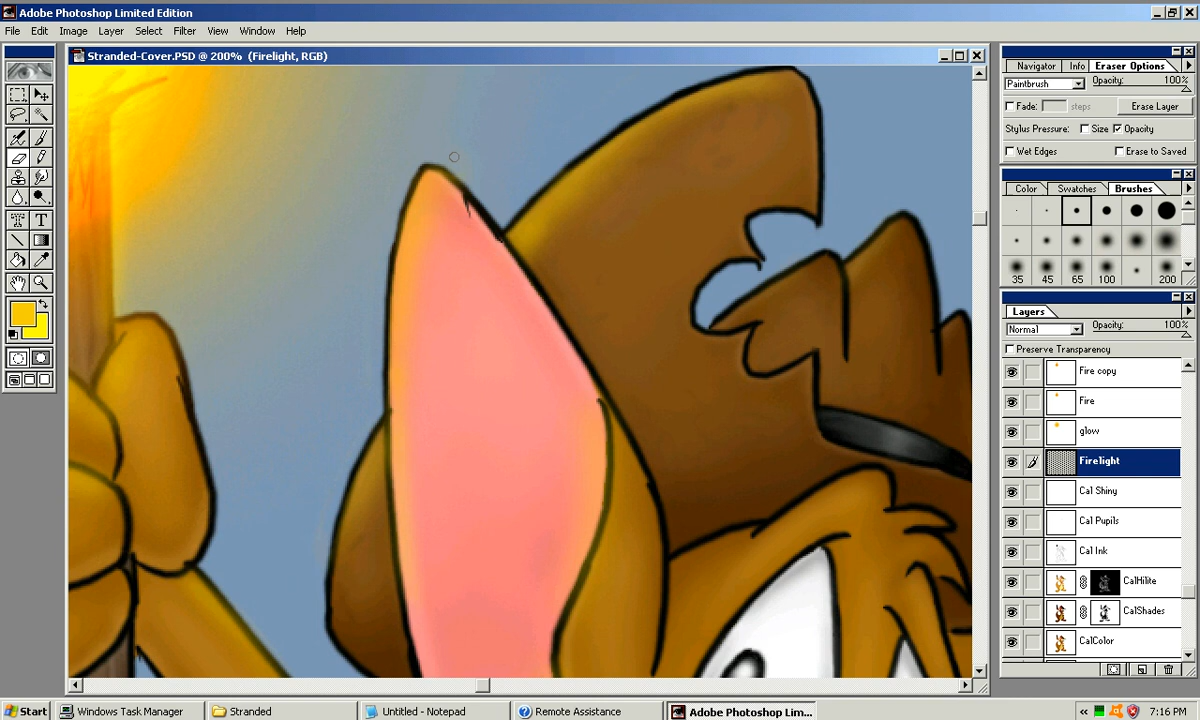 Adobe Photoshop Limited Edition
File Edit Image Layer Select Filter View Window Help
Stranded-Cover.PSD @ 200% (Firelight, RGB)
Navigator Info Eraser Options
Paintbrush Opacity: 100%
Fade: steps Erase Layer
Stylus Pressure: Size Opacity
Wet Edges Erase to Saved
Color Swatches Brushes
35 45 65 100 200
Layers
Normal Opacity: 100%
Preserve Transparency
Fire copy
Fire
glow
Firelight
Cal Shiny
Cal Pupils
Cal Ink
CalHilite
CalShades
CalColor
Start Windows Task Manager Stranded Untitled - Notepad Remote Assistance Adobe Photoshop Lim... 7:16 PM